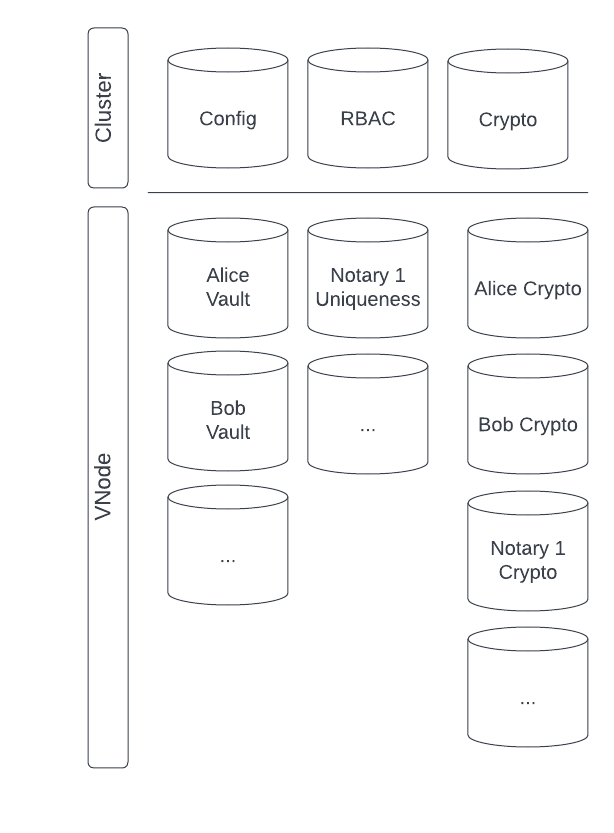 Cluster
Config
RBAC
Crypto
VNode
Alice
Vault
Notary 1
Uniqueness
Alice Crypto
Bob
Vault
...
Bob Crypto
...
Notary 1
Crypto
...